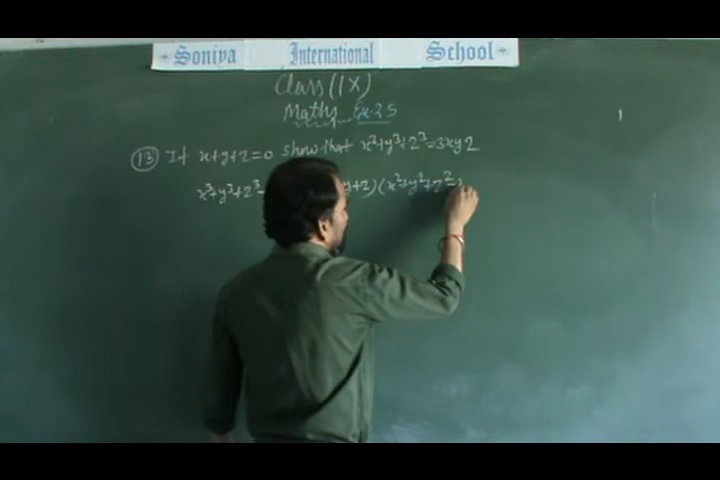 Soniya International School
Class (IX)
Maths Ex-2.5
13 If x+y+z=0 show that x³+y³+z³=3xyz
x³+y³+z³- y+z)(x²+y²+z²-